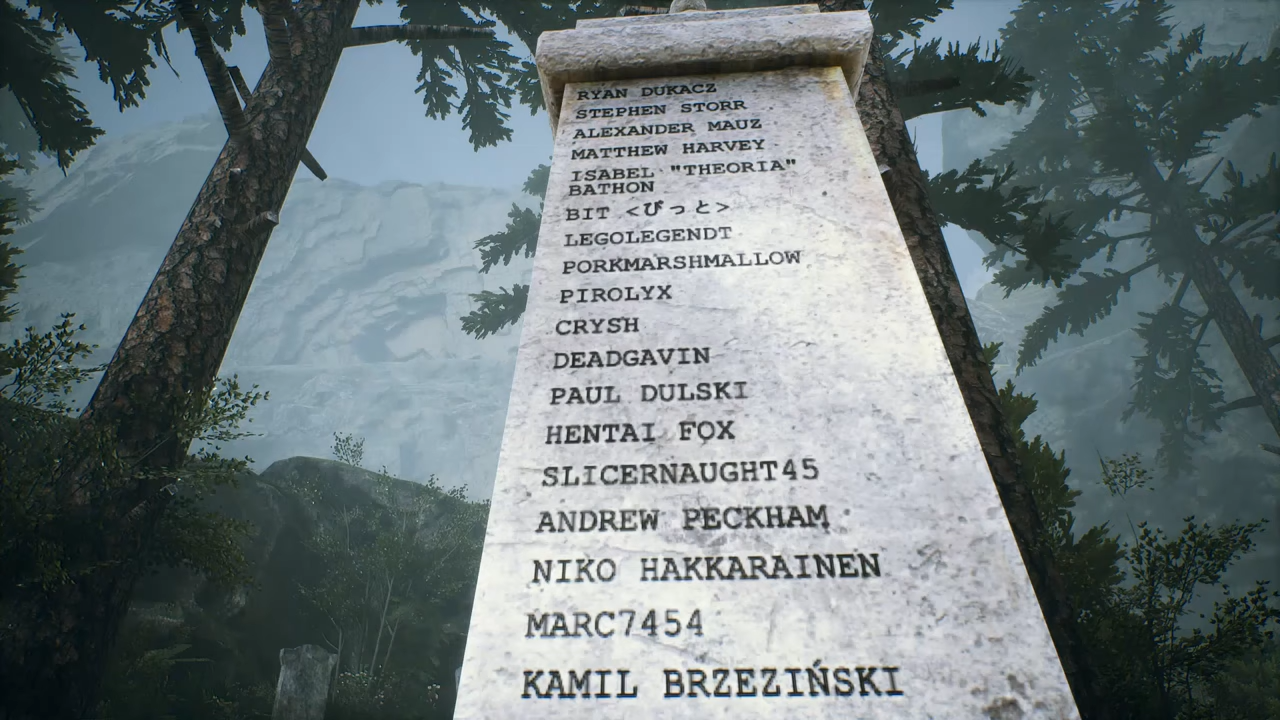 RYAN DUKACZ
STEPHEN STORR
ALEXANDER MAUZ
MATTHEW HARVEY
ISABEL "THEORIA"
BATHON
BIT <びっと>
LEGOLEGENDT
PORKMARSHMALLOW
PIROLYX
CRYSH
DEADGAVIN
PAUL DULSKI
HENTAI FOX
SLICERNAUGHT45
ANDREW PECKHAM
NIKO HAKKARAINEN
MARC7454
KAMIL BRZEZIŃSKI